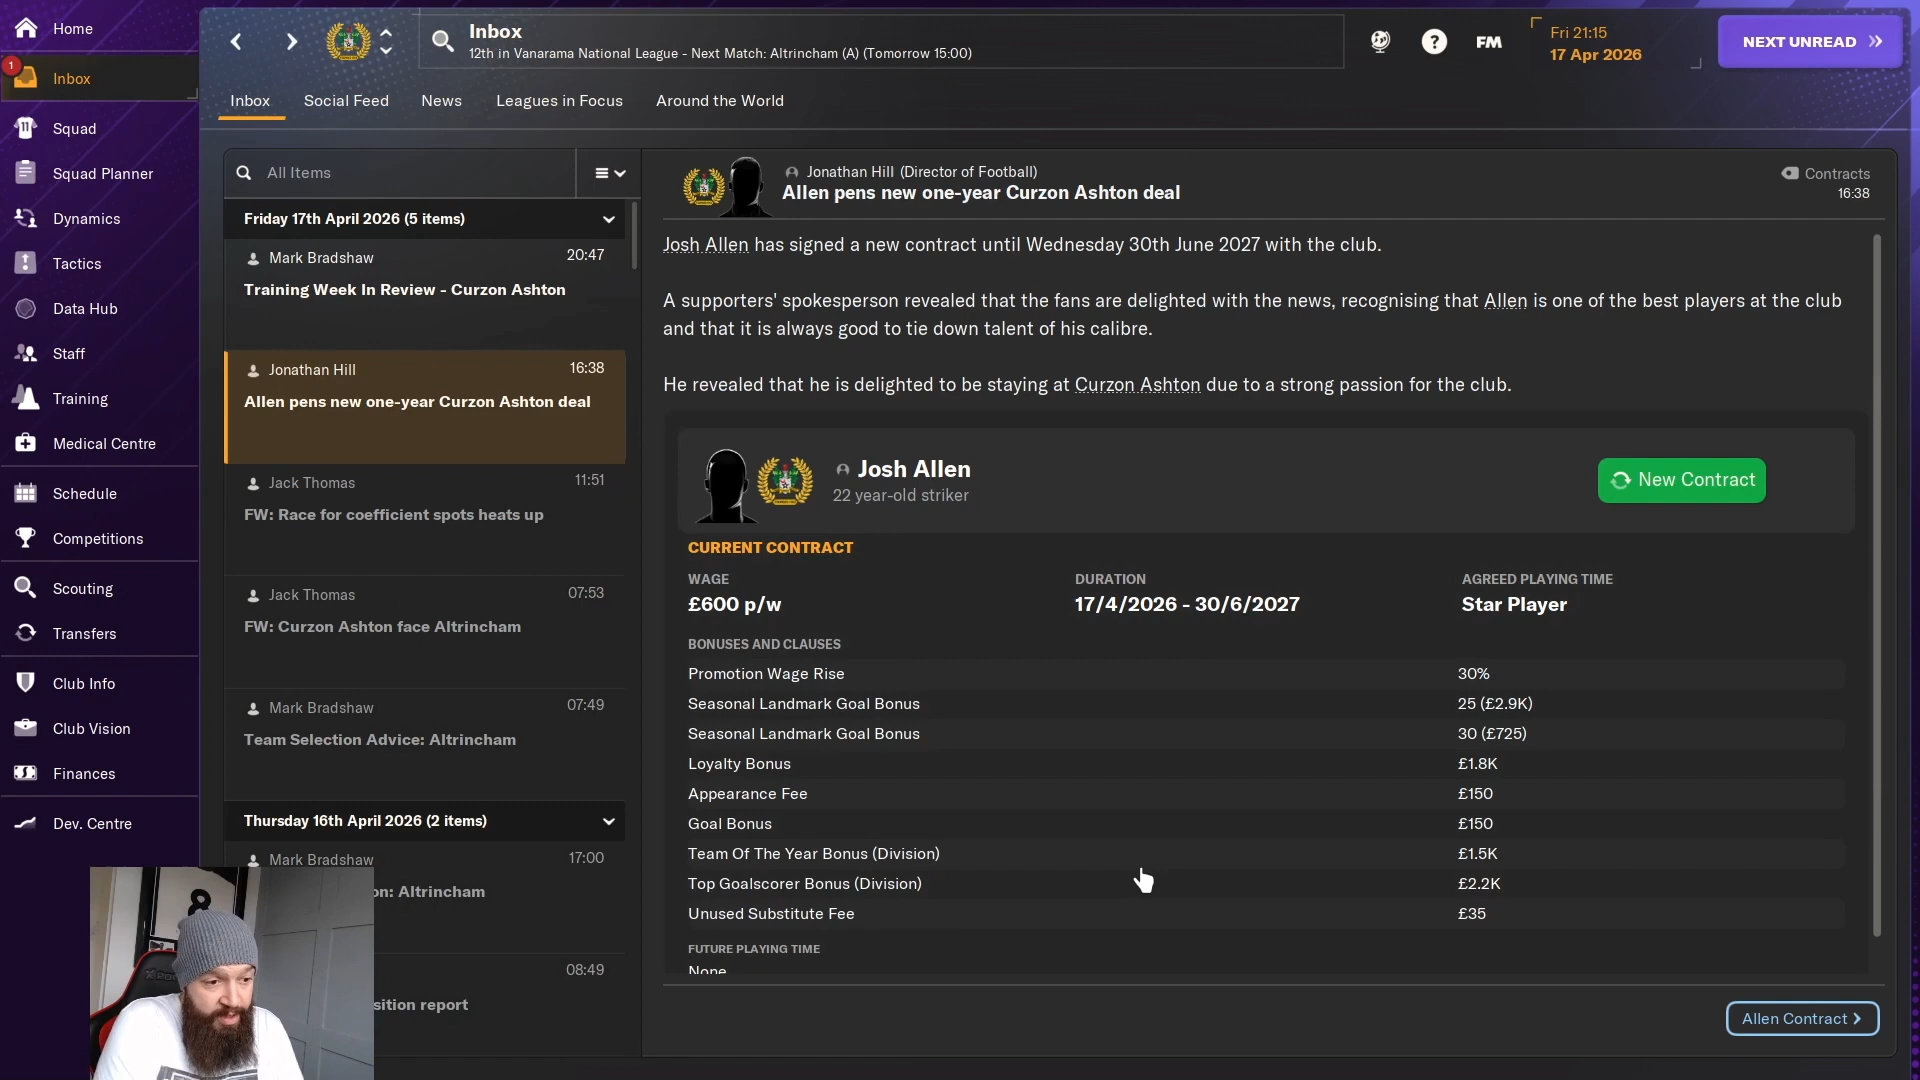 Home
1
Inbox
Squad
Squad Planner
Dynamics
Tactics
Data Hub
Staff
Training
Medical Centre
Schedule
Competitions
Scouting
Transfers
Club Info
Club Vision
Finances
Dev. Centre
Inbox
12th in Vanarama National League - Next Match: Altrincham (A) (Tomorrow 15:00)
?
FM
Fri 21:15
17 Apr 2026
NEXT UNREAD
Inbox
Social Feed
News
Leagues in Focus
Around the World
All Items
Friday 17th April 2026 (5 items)
Mark Bradshaw 20:47
Training Week In Review - Curzon Ashton
Jonathan Hill 16:38
Allen pens new one-year Curzon Ashton deal
Jack Thomas 11:51
FW: Race for coefficient spots heats up
Jack Thomas 07:53
FW: Curzon Ashton face Altrincham
Mark Bradshaw 07:49
Team Selection Advice: Altrincham
Thursday 16th April 2026 (2 items)
Mark Bradshaw 17:00
on: Altrincham
08:49
sition report
8
Jonathan Hill (Director of Football)
Allen pens new one-year Curzon Ashton deal
Contracts
16:38
Josh Allen has signed a new contract until Wednesday 30th June 2027 with the club.
A supporters' spokesperson revealed that the fans are delighted with the news, recognising that Allen is one of the best players at the club
and that it is always good to tie down talent of his calibre.
He revealed that he is delighted to be staying at Curzon Ashton due to a strong passion for the club.
Josh Allen
22 year-old striker
New Contract
CURRENT CONTRACT
WAGE
£600 p/w
DURATION
17/4/2026 - 30/6/2027
AGREED PLAYING TIME
Star Player
BONUSES AND CLAUSES
Promotion Wage Rise 30%
Seasonal Landmark Goal Bonus 25 (£2.9K)
Seasonal Landmark Goal Bonus 30 (£725)
Loyalty Bonus £1.8K
Appearance Fee £150
Goal Bonus £150
Team Of The Year Bonus (Division) £1.5K
Top Goalscorer Bonus (Division) £2.2K
Unused Substitute Fee £35
FUTURE PLAYING TIME
None
Allen Contract